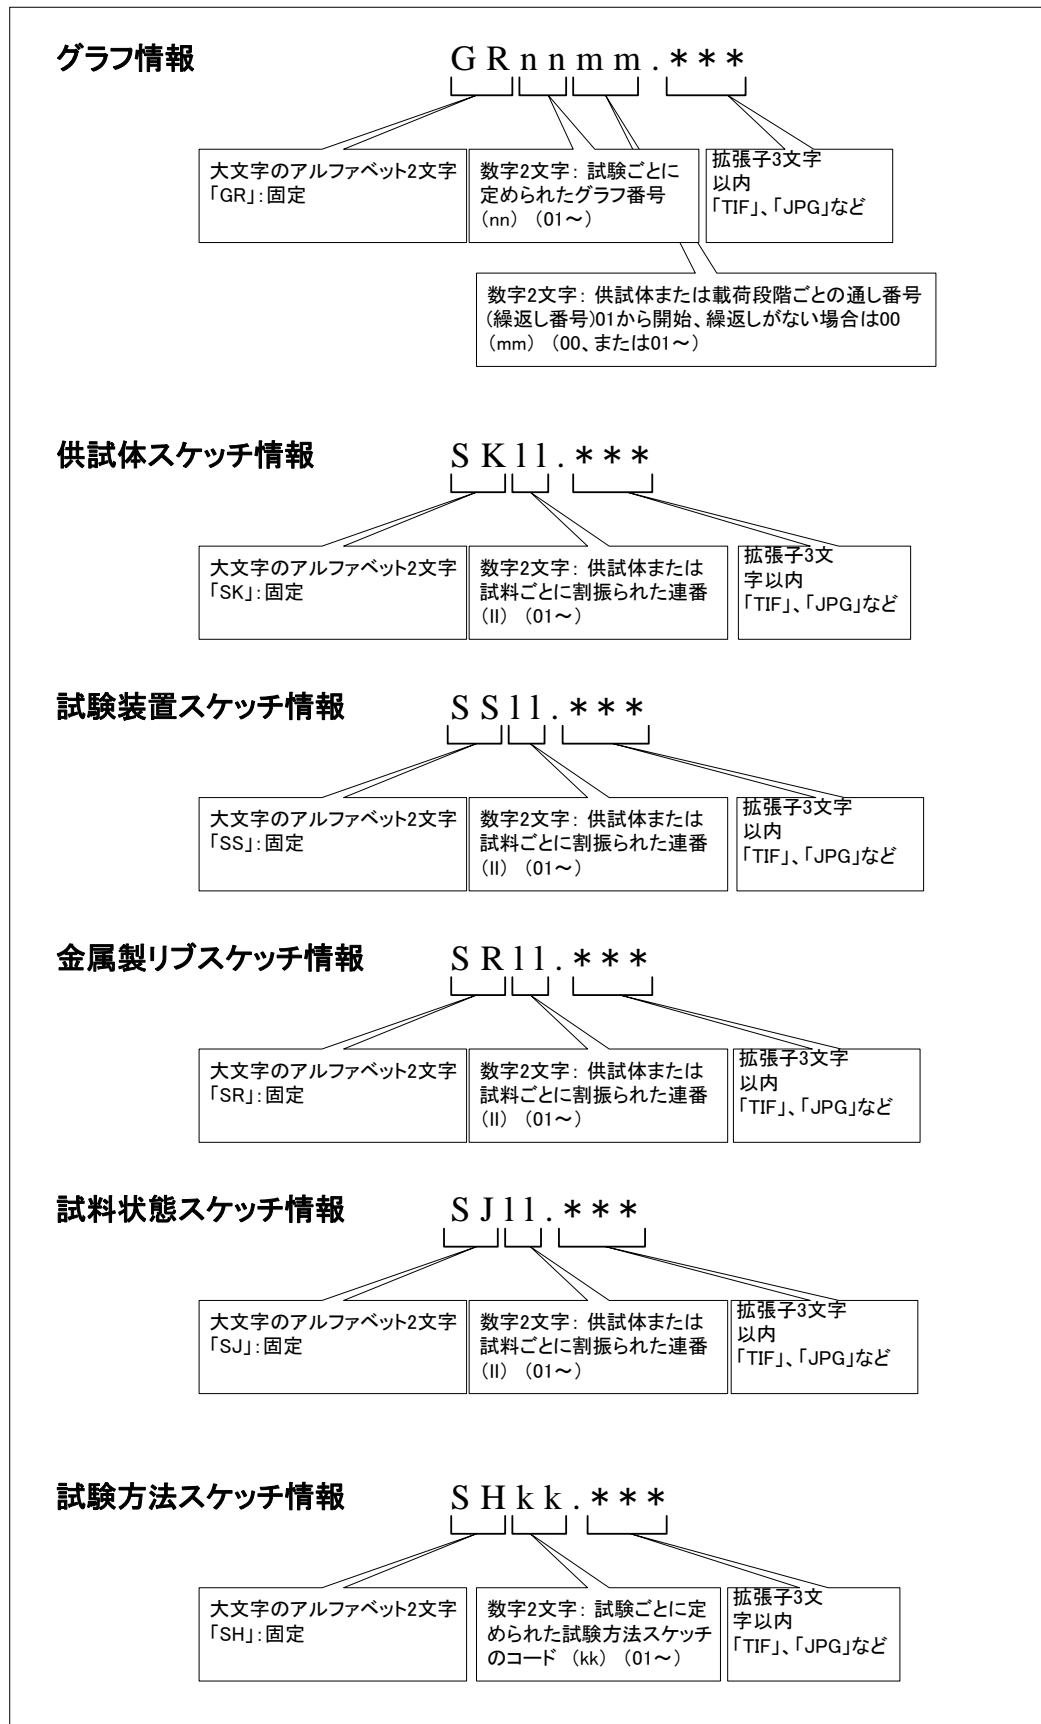 グラフ情報
GRnnmm.***
大文字のアルファベット2文字
「GR」：固定
数字2文字： 試験ごとに
定められたグラフ番号
（nn） （01～）
拡張子3文字
以内
「TIF」、「JPG」など
数字2文字： 供試体または載荷段階ごとの通し番号
(繰返し番号)01から開始、繰返しがない場合は00
（mm） （00、または01～）
供試体スケッチ情報
SKll.***
大文字のアルファベット2文字
「SK」：固定
数字2文字： 供試体または
試料ごとに割振られた連番
(ll) （01～）
拡張子3文
字以内
「TIF」、「JPG」など
試験装置スケッチ情報
SSll.***
大文字のアルファベット2文字
「SS」：固定
数字2文字： 供試体または
試料ごとに割振られた連番
(ll) （01～）
拡張子3文字
以内
「TIF」、「JPG」など
金属製リブスケッチ情報
SRll.***
大文字のアルファベット2文字
「SR」：固定
数字2文字： 供試体または
試料ごとに割振られた連番
(ll) （01～）
拡張子3文字
以内
「TIF」、「JPG」など
試料状態スケッチ情報
SJll.***
大文字のアルファベット2文字
「SJ」：固定
数字2文字： 供試体または
試料ごとに割振られた連番
(ll) （01～）
拡張子3文字
以内
「TIF」、「JPG」など
試験方法スケッチ情報
SHkk.***
大文字のアルファベット2文字
「SH」：固定
数字2文字： 試験ごとに定
められた試験方法スケッチ
のコード （kk） （01～）
拡張子3文
字以内
「TIF」、「JPG」など